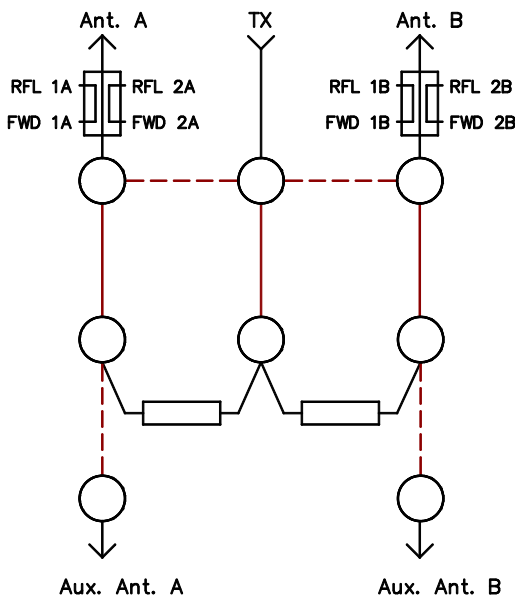 Ant. A TX Ant. B
RFL 1A RFL 2A RFL 1B RFL 2B
FWD 1A FWD 2A FWD 1B FWD 2B
Aux. Ant. A Aux. Ant. B